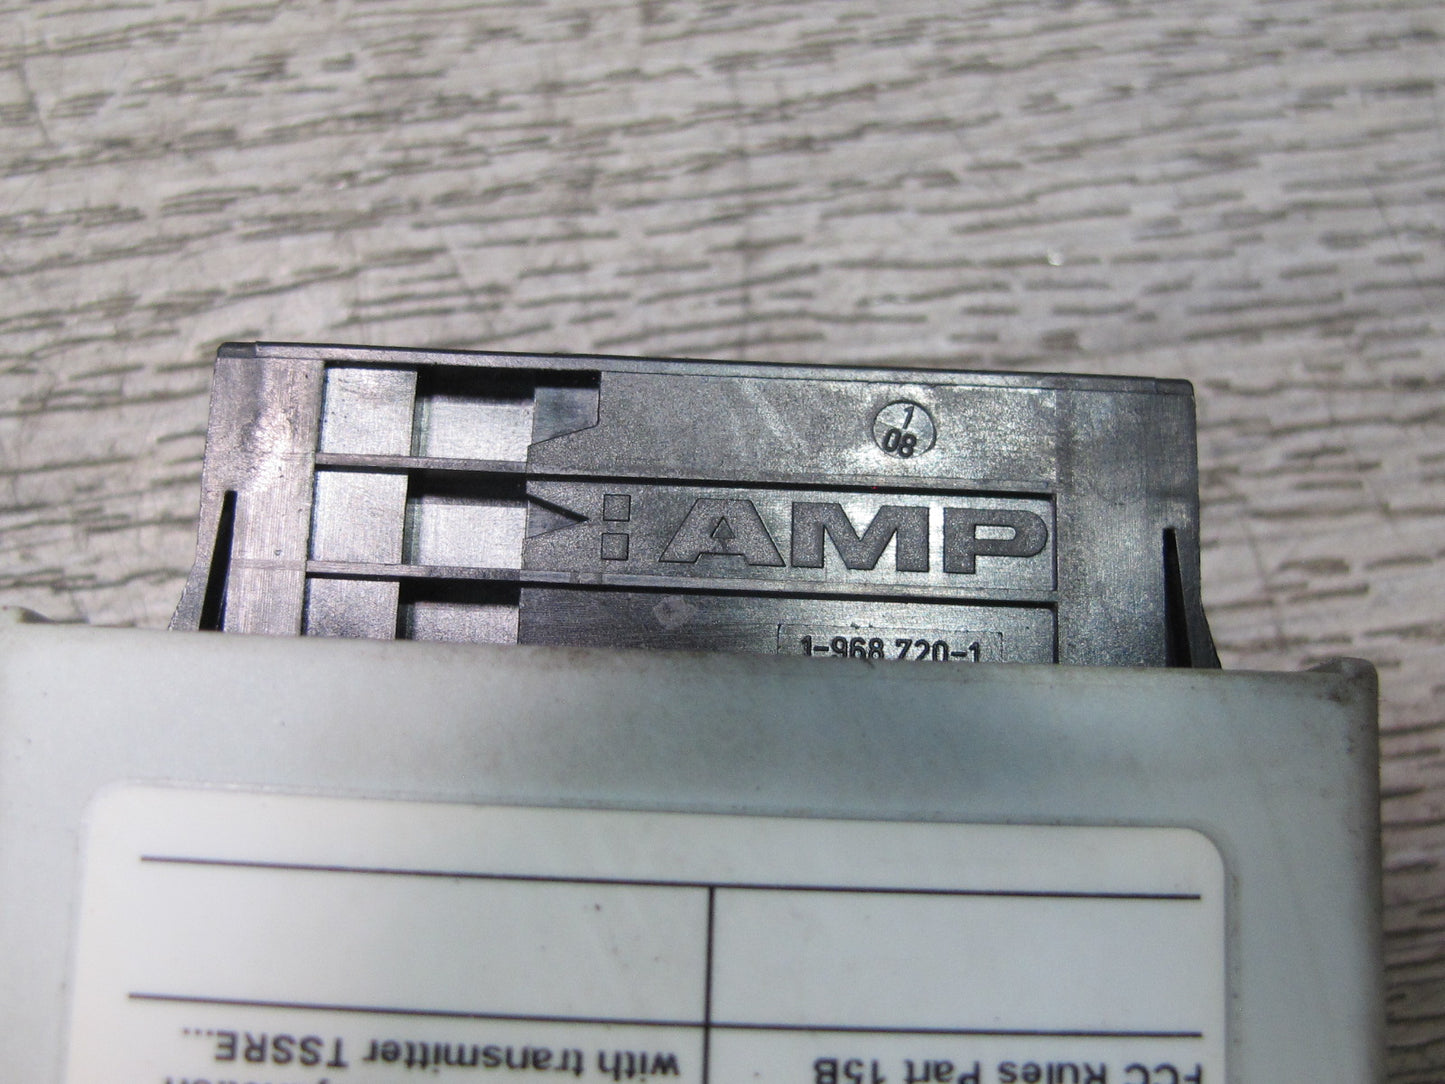 1
08
AMP
1-968 720-1
with transmitter TSSRE...
FCC Rules Part 15B